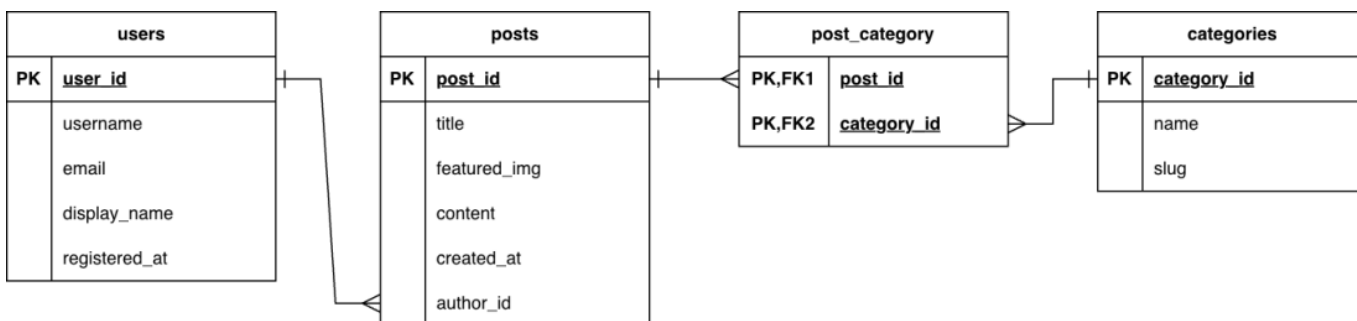 users
PK user_id
username
email
display_name
registered_at
posts
PK post_id
title
featured_img
content
created_at
author_id
post_category
PK,FK1 post_id
PK,FK2 category_id
categories
PK category_id
name
slug